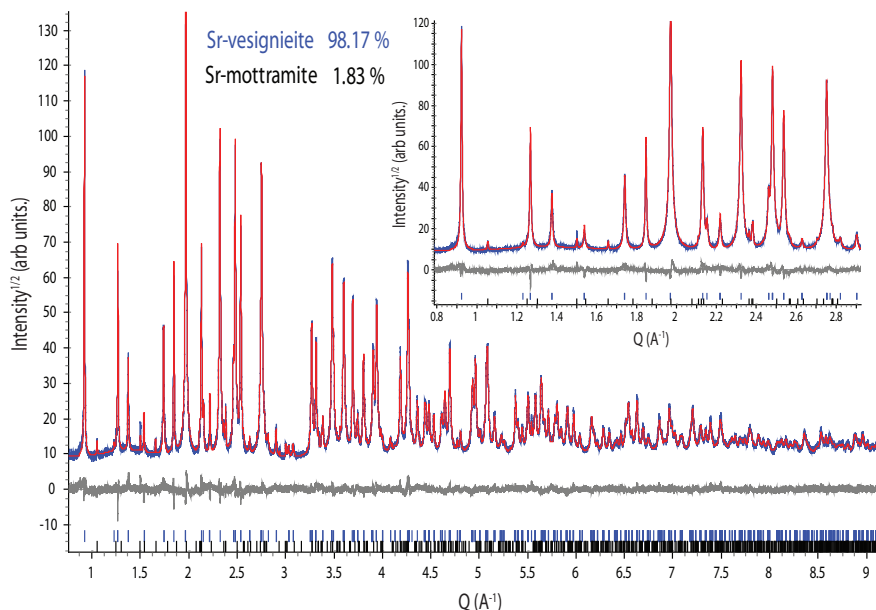 Sr-vesignieite 98.17 %
Sr-mottramite 1.83 %
Intensity1/2 (arb units.)
130
120
110
100
90
80
70
60
50
40
30
20
10
0
-10
1 1.5 2 2.5 3 3.5 4 4.5 5 5.5 6 6.5 7 7.5 8 8.5 9
Q (A-1)
Intensity1/2 (arb units.)
120
100
80
60
40
20
0
0.8 1 1.2 1.4 1.6 1.8 2 2.2 2.4 2.6 2.8
Q (A-1)